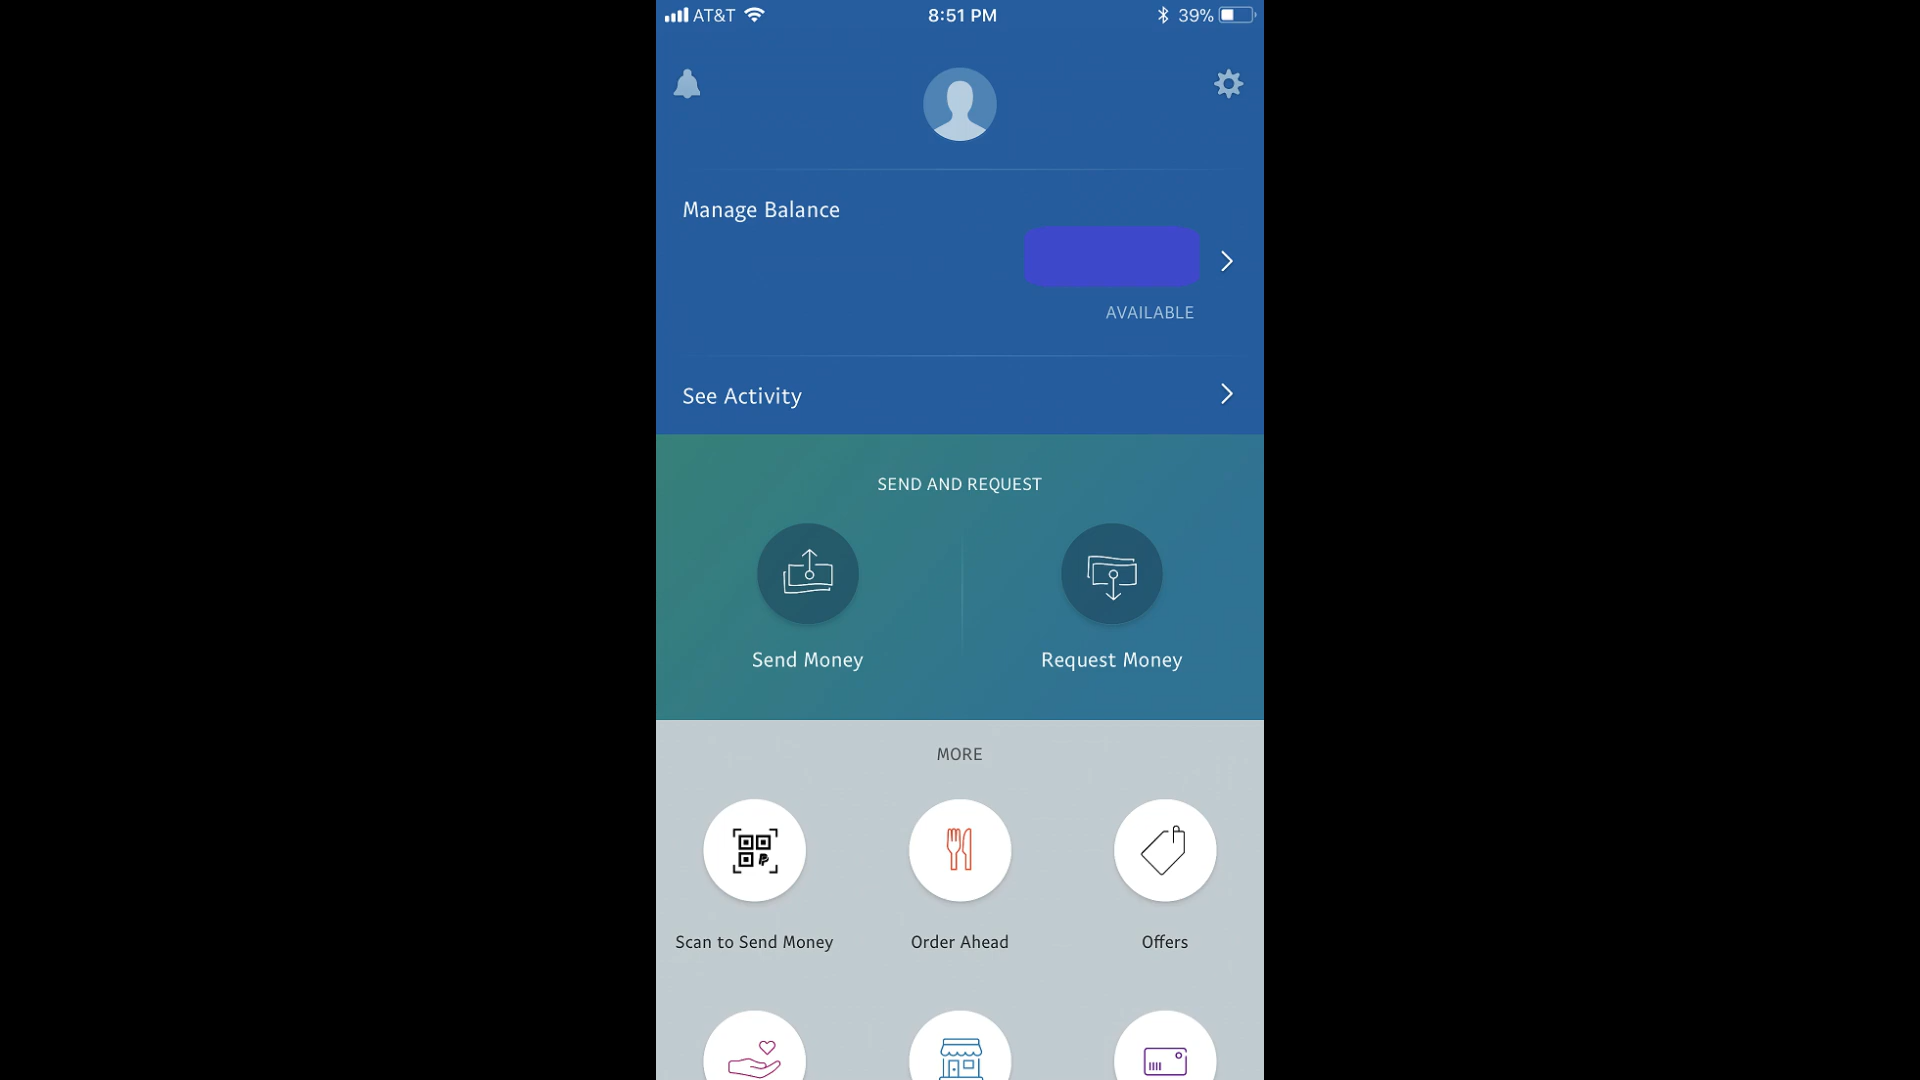 AT&T 8:51 PM 39%
Manage Balance
AVAILABLE
See Activity
SEND AND REQUEST
Send Money Request Money
MORE
Scan to Send Money Order Ahead Offers